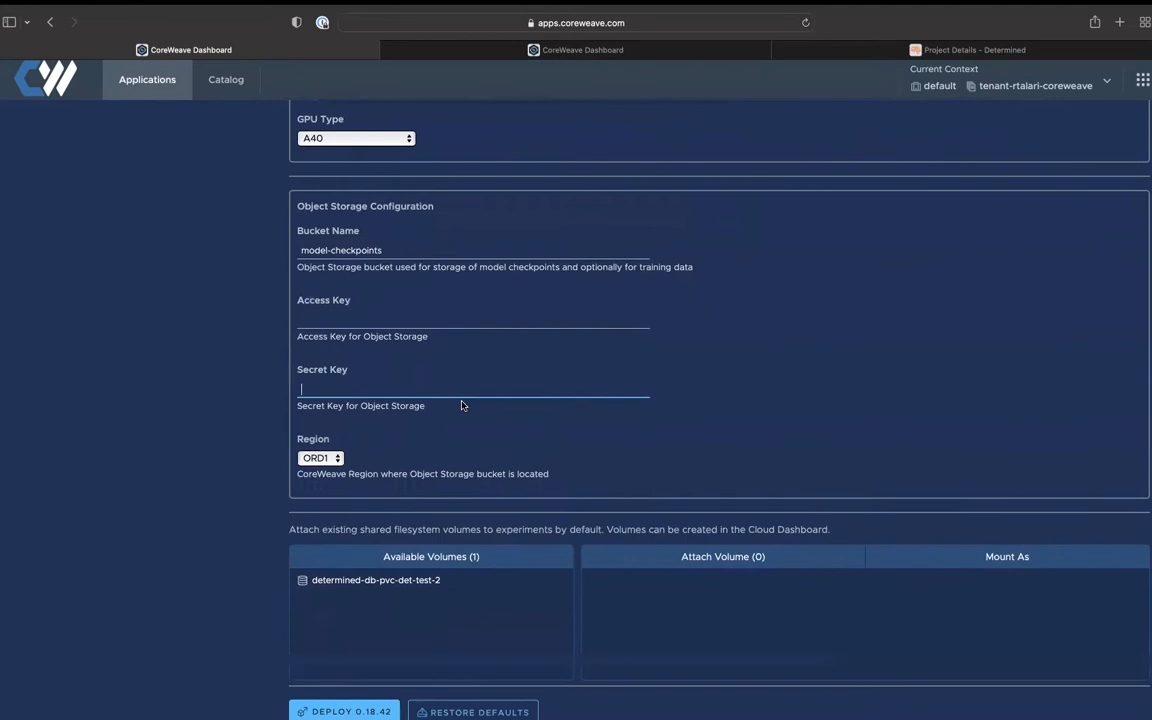 apps.coreweave.com
CoreWeave Dashboard
CoreWeave Dashboard
Project Details - Determined
Applications
Catalog
Current Context
default
tenant-rtalari-coreweave
GPU Type
A40
Object Storage Configuration
Bucket Name
model-checkpoints
Object Storage bucket used for storage of model checkpoints and optionally for training data
Access Key
Access Key for Object Storage
Secret Key
Secret Key for Object Storage
Region
ORD1
CoreWeave Region where Object Storage bucket is located
Attach existing shared filesystem volumes to experiments by default. Volumes can be created in the Cloud Dashboard.
Available Volumes (1)
Attach Volume (0)
Mount As
determined-db-pvc-det-test-2
DEPLOY 0.18.42
RESTORE DEFAULTS